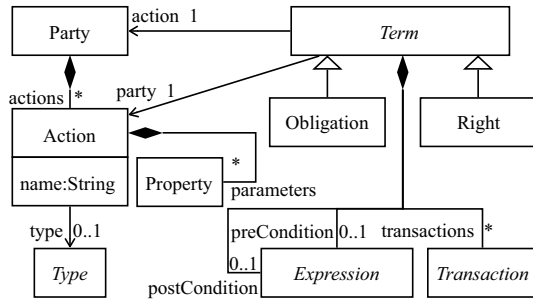 Party
action 1
Term
party 1
actions *
Action
name:String
Obligation
Right
Property
*
parameters
type 0..1
preCondition 0..1
transactions *
0..1
postCondition
Type
Expression
Transaction